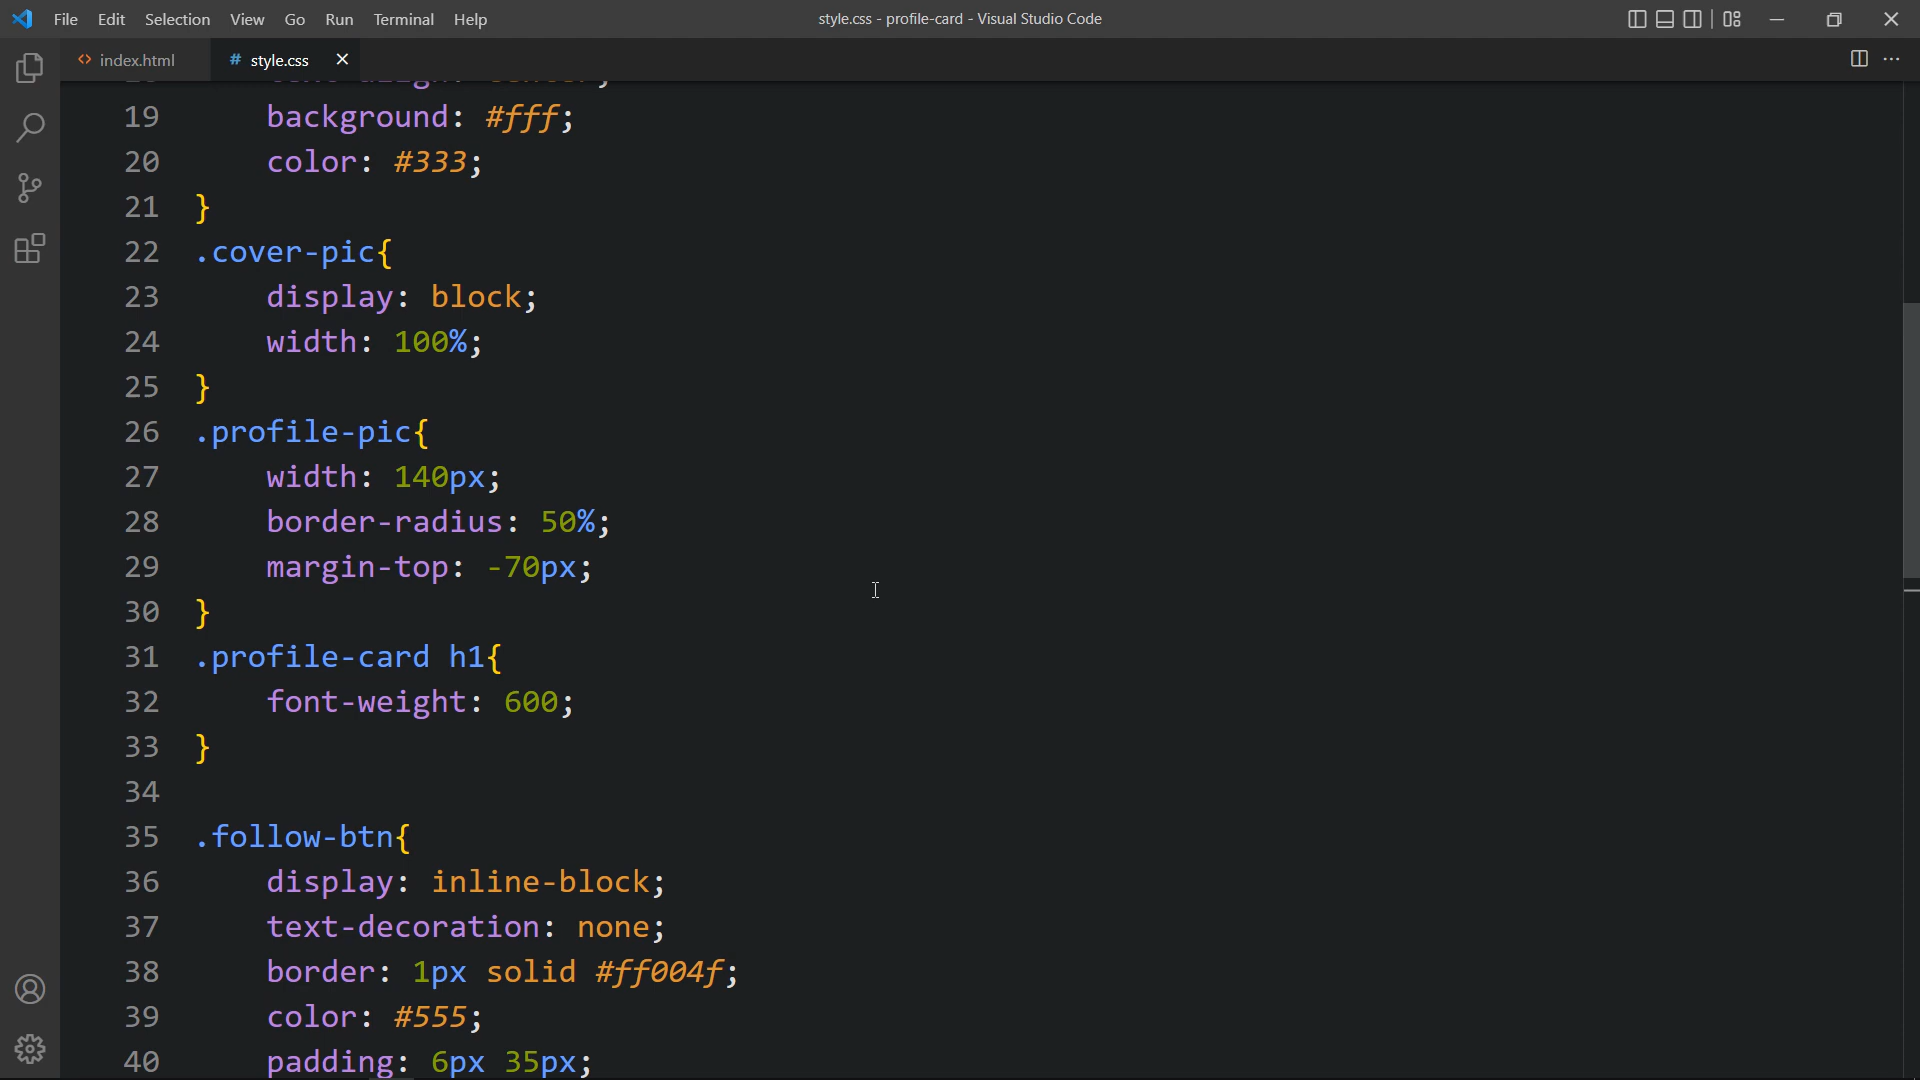 File Edit Selection View Go Run Terminal Help
style.css - profile-card - Visual Studio Code
index.html
# style.css
19 background: #fff;
20 color: #333;
21 }
22 .cover-pic{
23 display: block;
24 width: 100%;
25 }
26 .profile-pic{
27 width: 140px;
28 border-radius: 50%;
29 margin-top: -70px;
30 }
31 .profile-card h1{
32 font-weight: 600;
33 }
34
35 .follow-btn{
36 display: inline-block;
37 text-decoration: none;
38 border: 1px solid #ff004f;
39 color: #555;
40 padding: 6px 35px;